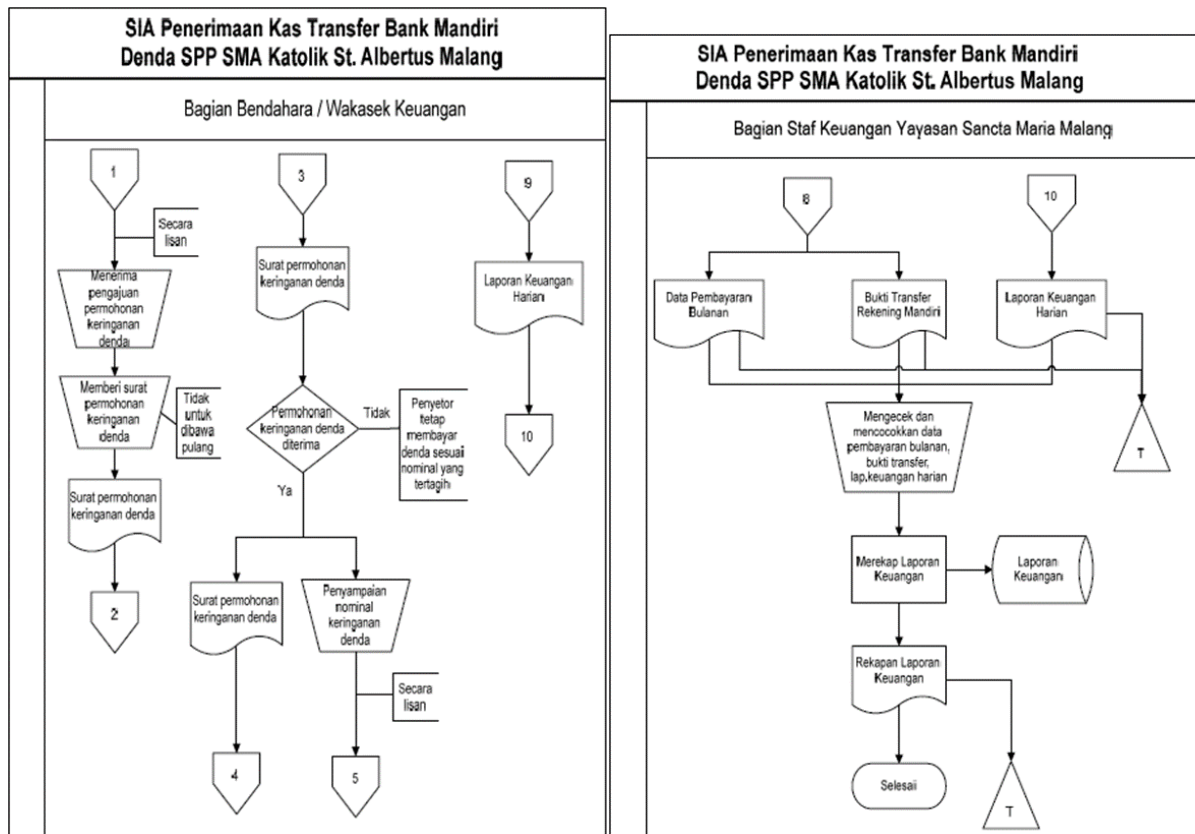 SIA Penerimaan Kas Transfer Bank Mandiri
Denda SPP SMA Katolik St. Albertus Malang
Bagian Bendahara / Wakasek Keuangan
1
Secara
lisan
Menerima
pengajuan
permohonan
keringanan
denda
Memberi surat
permohonan
keringanan
denda
Tidak
untuk
dibawa
pulang
Surat permohonan
keringanan denda
2
3
Surat permohonan
keringanan denda
Permohonan
keringanan denda
diterima
Tidak
Penyetor
tetap
membayar
denda sesuai
nominal yang
tertagih
Ya
Surat permohonan
keringanan denda
Penyampaian
nominal
keringanan
denda
Secara
lisan
4
5
9
Laporan Keuangan
Harian
10
SIA Penerimaan Kas Transfer Bank Mandiri
Denda SPP SMA Katolik St. Albertus Malang
Bagian Staf Keuangan Yayasan Sancta Maria Malang
8
10
Data Pembayaran
Bulanan
Bukti Transfer
Rekening Mandiri
Laporan Keuangan
Harian
Mengecek dan
mencocokkan data
pembayaran bulanan,
bukti transfer,
lap.keuangan harian
T
Merekap Laporan
Keuangan
Laporan
Keuangan
Rekapan Laporan
Keuangan
Selesai
T